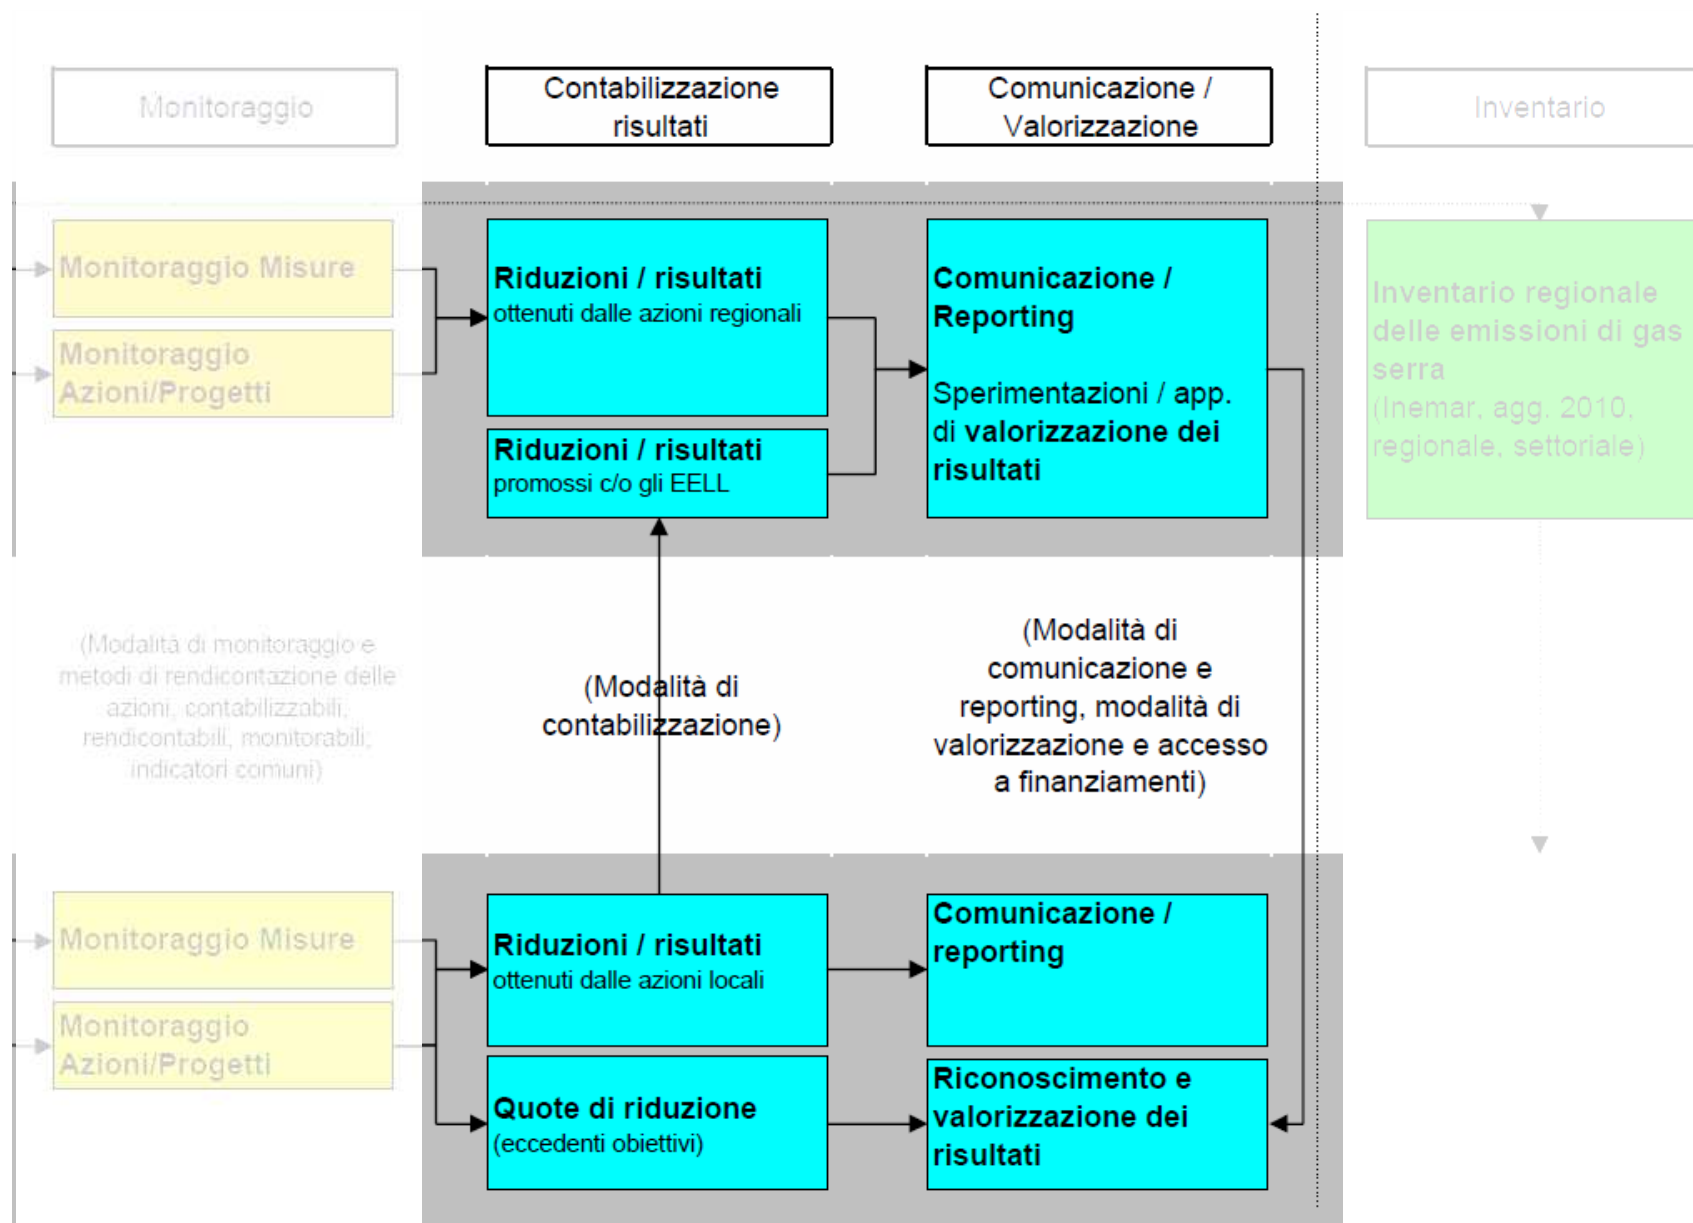 Monitoraggio
Contabilizzazione
risultati
Comunicazione /
Valorizzazione
Inventario
Monitoraggio Misure
Monitoraggio
Azioni/Progetti
Riduzioni / risultati
ottenuti dalle azioni regionali
Riduzioni / risultati
promossi c/o gli EELL
Comunicazione /
Reporting
Sperimentazioni / app.
di valorizzazione dei
risultati
Inventario regionale
delle emissioni di gas
serra
(Inemar, agg. 2010,
regionale, settoriale)
(Modalità di monitoraggio e
metodi di rendicontazione delle
azioni, contabilizzabili,
rendicontabili, monitorabili;
indicatori comuni)
(Modalità di
contabilizzazione)
(Modalità di
comunicazione e
reporting, modalità di
valorizzazione e accesso
a finanziamenti)
Monitoraggio Misure
Monitoraggio
Azioni/Progetti
Riduzioni / risultati
ottenuti dalle azioni locali
Quote di riduzione
(eccedenti obiettivi)
Comunicazione /
reporting
Riconoscimento e
valorizzazione dei
risultati